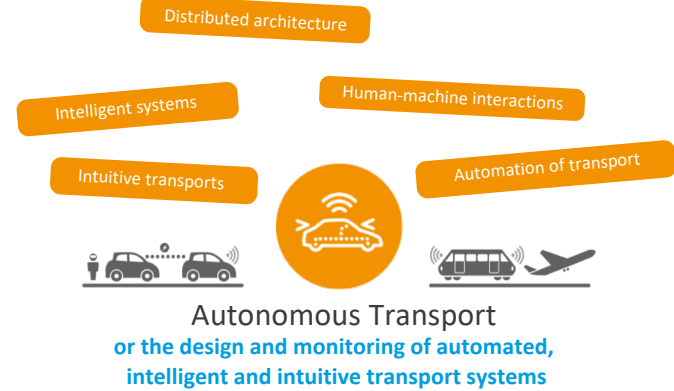 Distributed architecture
Intelligent systems
Human-machine interactions
Intuitive transports
Automation of transport
Autonomous Transport
or the design and monitoring of automated,
intelligent and intuitive transport systems